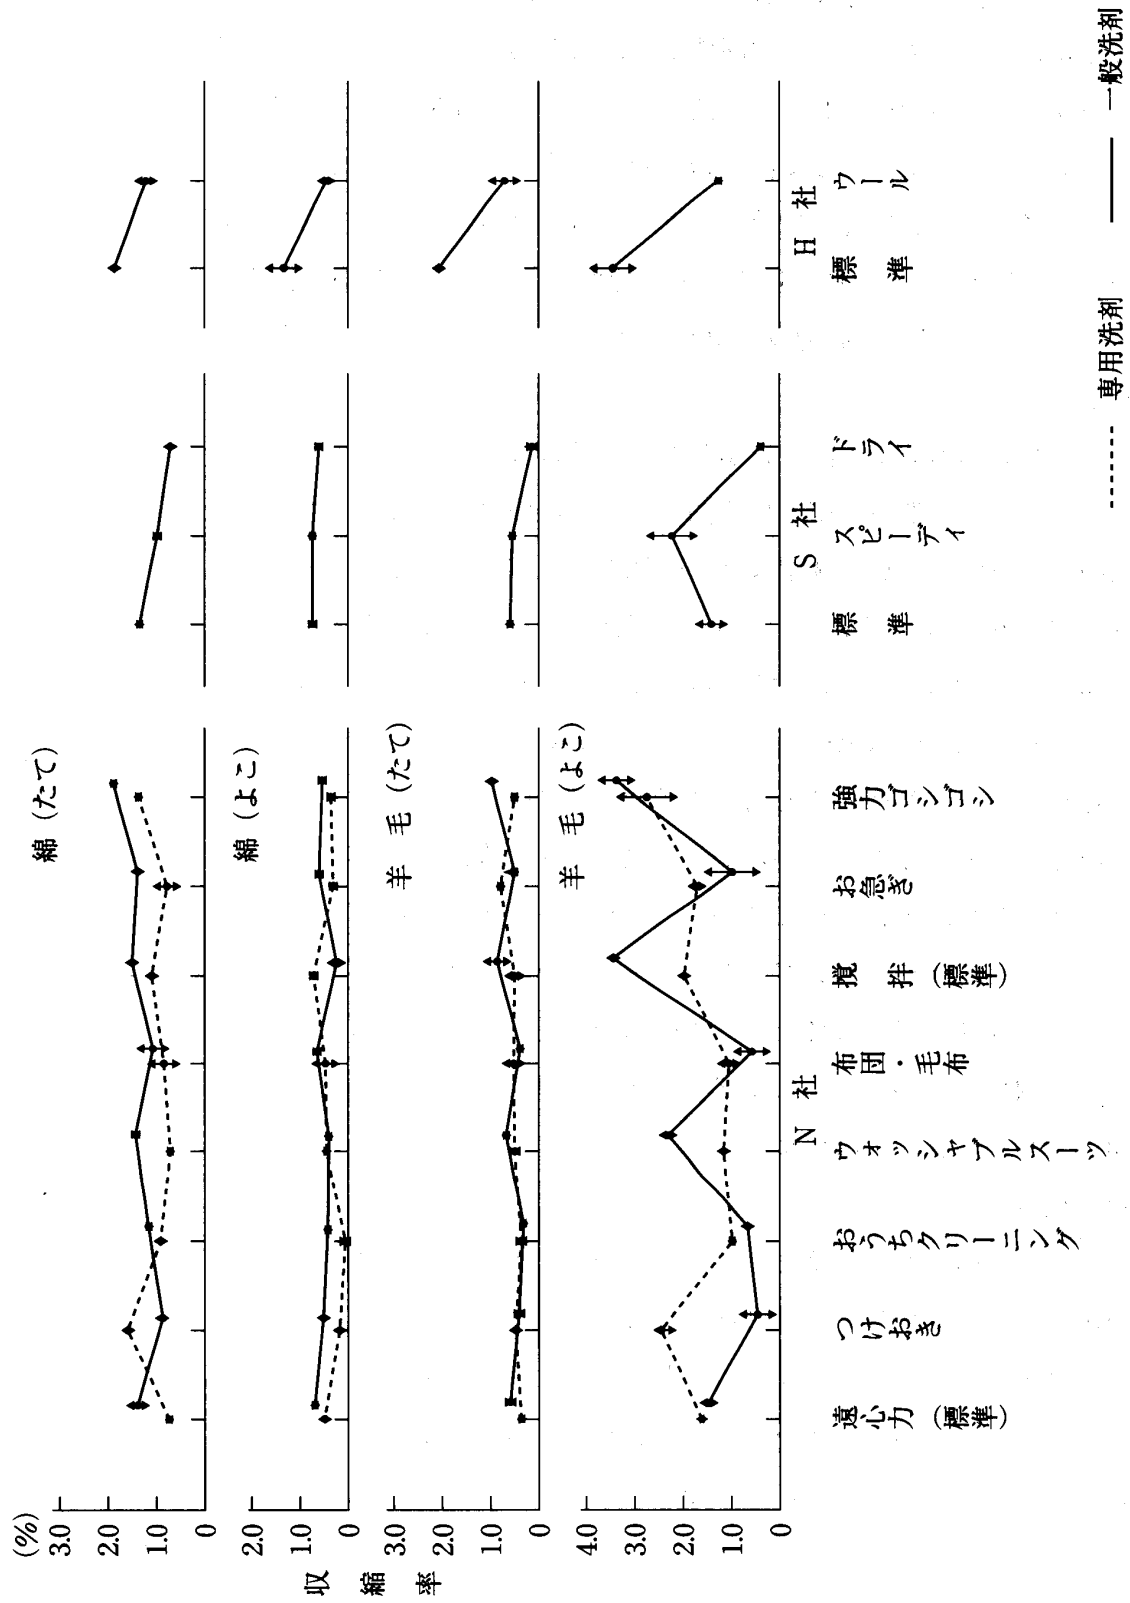 (%)
収縮率
綿(たて)
3.0
2.0
1.0
0
綿(よこ)
2.0
1.0
0
羊毛(たて)
3.0
2.0
1.0
0
羊毛(よこ)
4.0
3.0
2.0
1.0
0
遠心力(標準)
つけおき
おうちクリーニング
ウォッシャブルスーツ
布団・毛布
撹拌(標準)
お急ぎ
強力ゴシゴシ
N社
標準
スピーディ
ドライ
S社
標準
ウール
H社
専用洗剤
一般洗剤